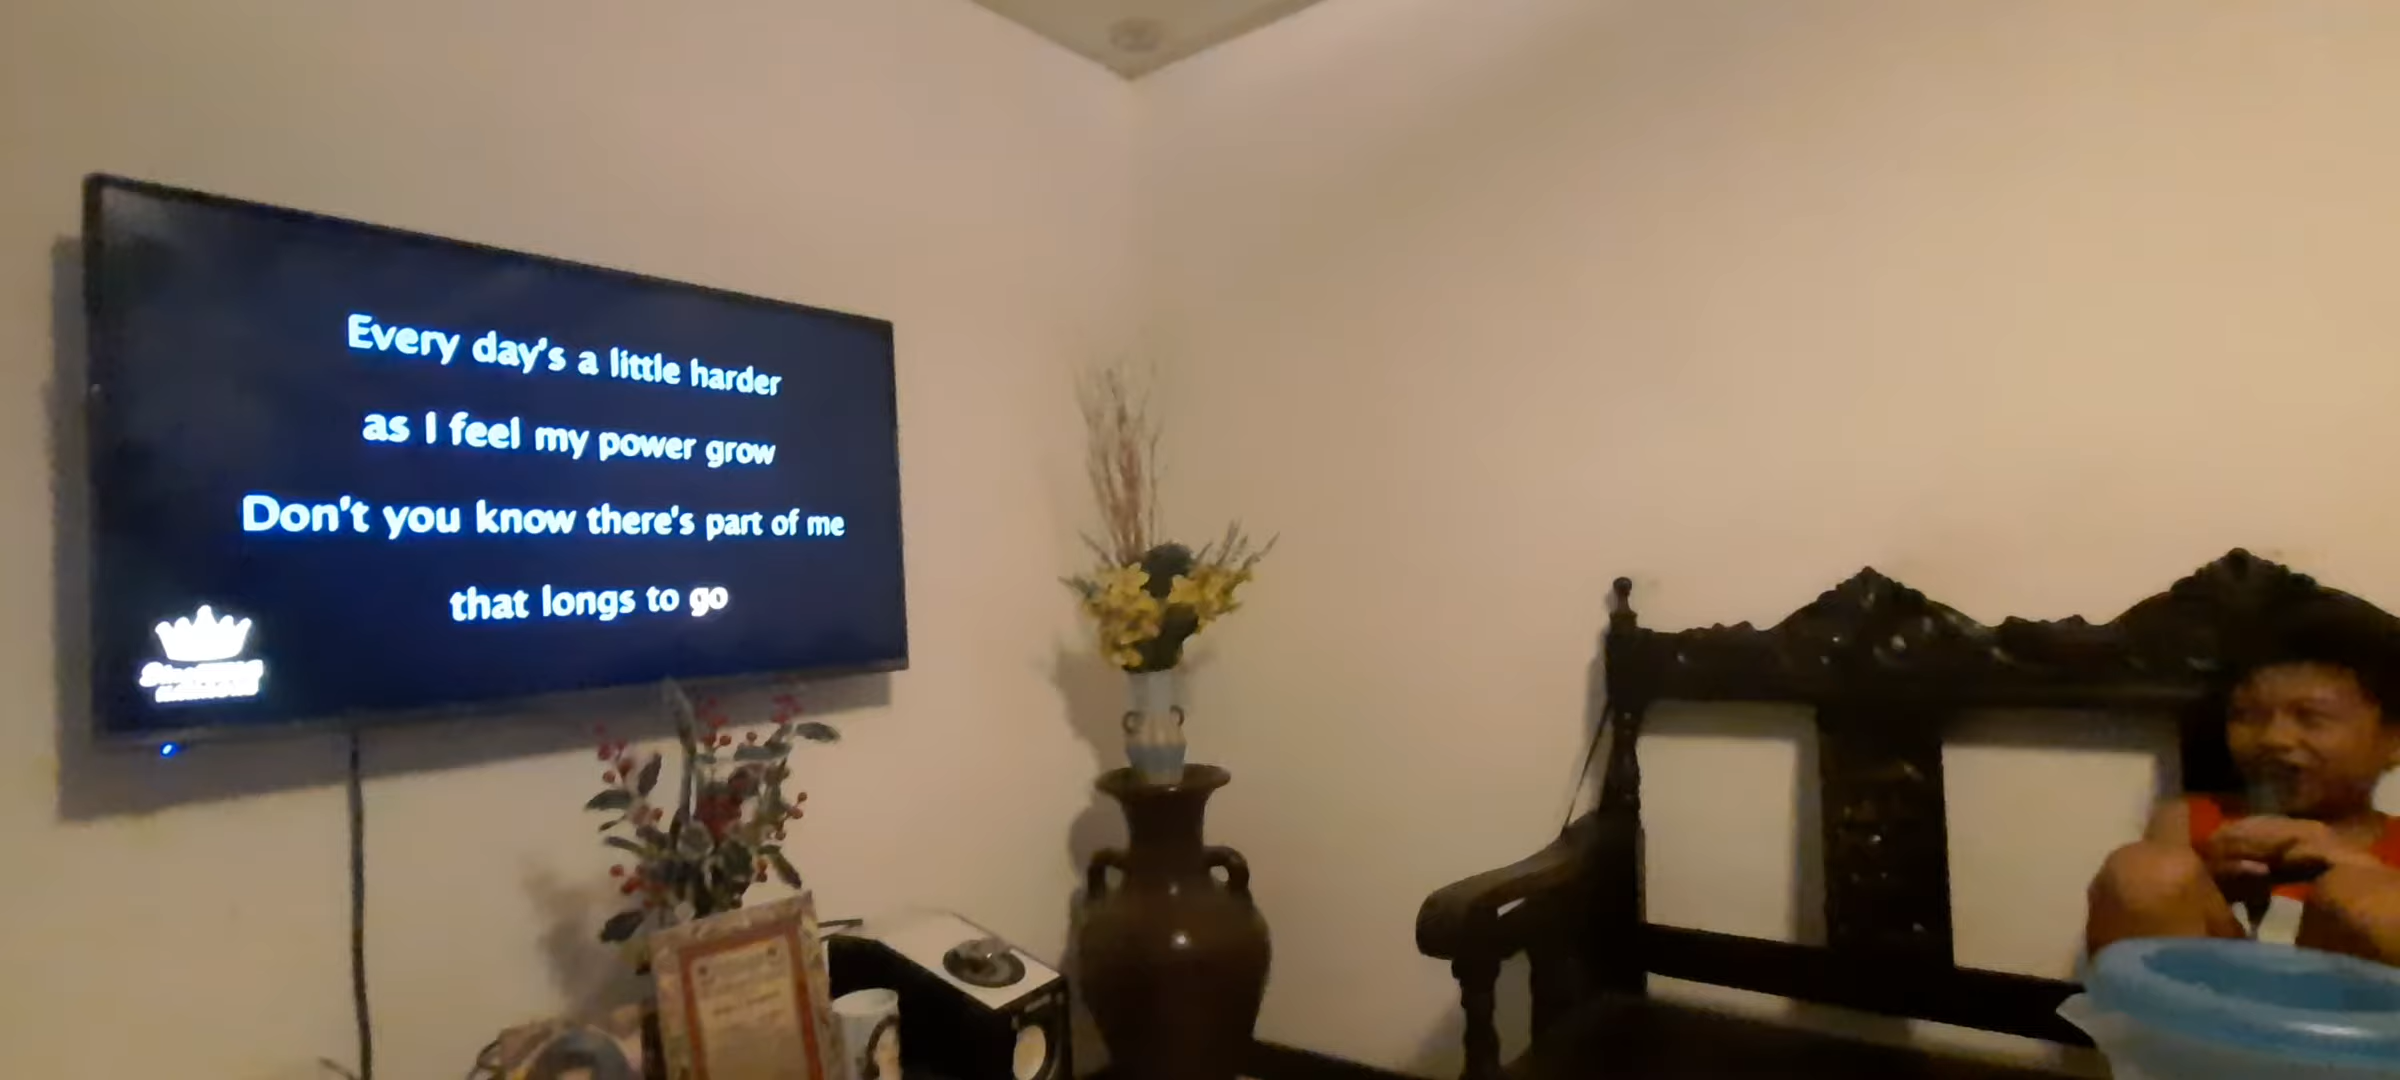 Every day's a little harder
as I feel my power grow
Don't you know there's part of me
that longs to go